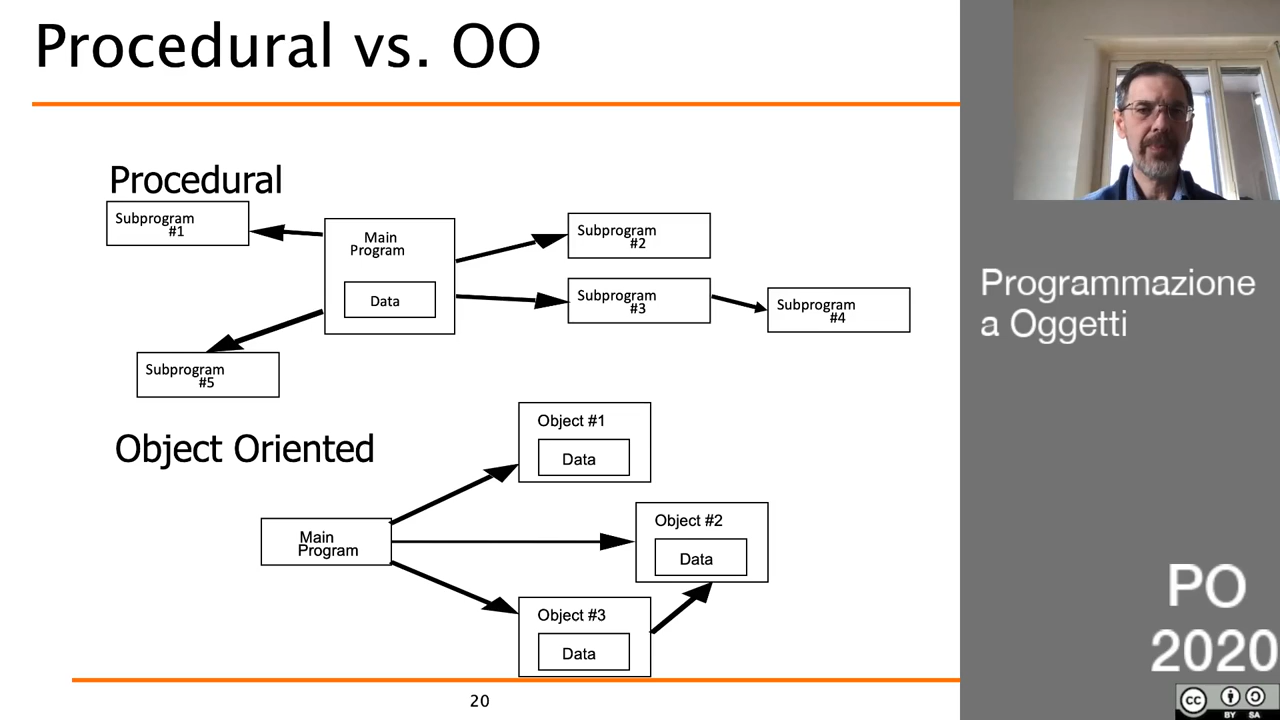 Procedural vs. OO
Procedural
Subprogram
#1
Main
Program
Data
Subprogram
#2
Subprogram
#3
Subprogram
#4
Subprogram
#5
Object Oriented
Object #1
Data
Main
Program
Object #2
Data
Object #3
Data
20
Programmazione
a Oggetti
PO
2020
cc
BY SA